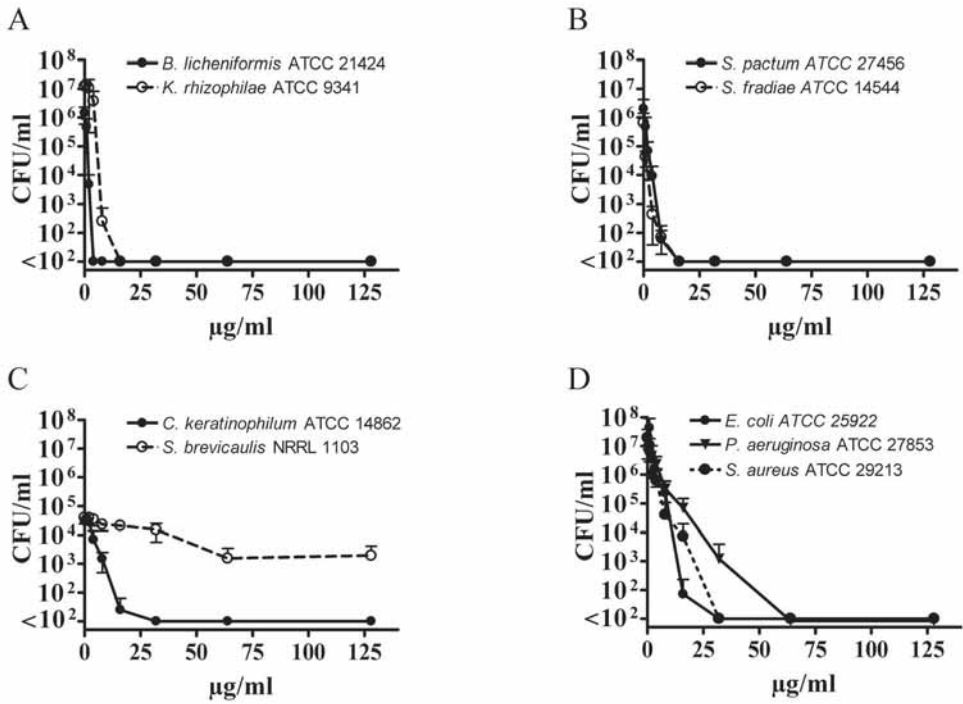 A
B. licheniformis ATCC 21424
K. rhizophilae ATCC 9341
CFU/ml
10⁸
10⁷
10⁶
10⁵
10⁴
10³
10²
<10²
0 25 50 75 100 125
µg/ml
B
S. pactum ATCC 27456
S. fradiae ATCC 14544
CFU/ml
10⁸
10⁷
10⁶
10⁵
10⁴
10³
10²
<10²
0 25 50 75 100 125
µg/ml
C
C. keratinophilum ATCC 14862
S. brevicaulis NRRL 1103
CFU/ml
10⁸
10⁷
10⁶
10⁵
10⁴
10³
10²
<10²
0 25 50 75 100 125
µg/ml
D
E. coli ATCC 25922
P. aeruginosa ATCC 27853
S. aureus ATCC 29213
CFU/ml
10⁸
10⁷
10⁶
10⁵
10⁴
10³
10²
<10²
0 25 50 75 100 125
µg/ml